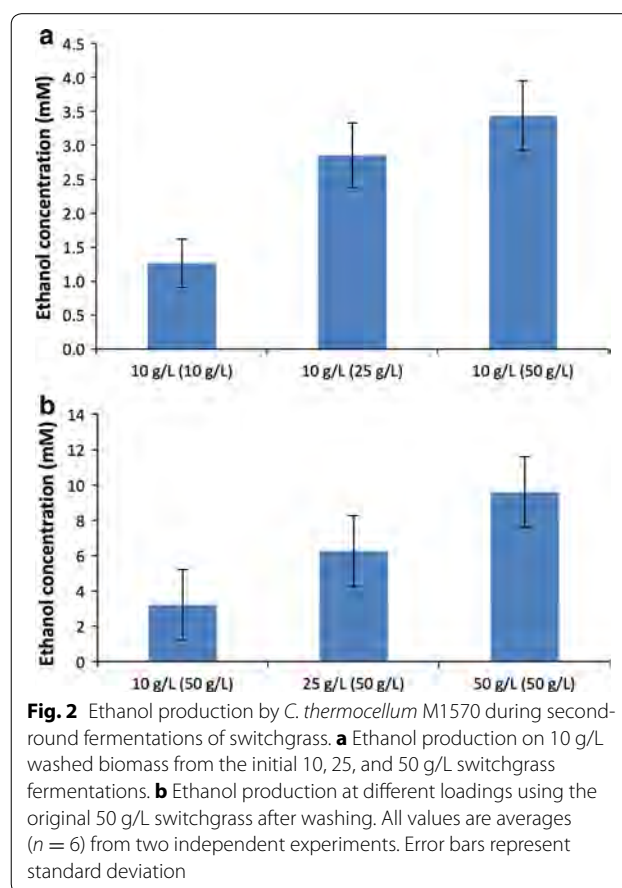 a
4.5
4.0
3.5
3.0
2.5
2.0
1.5
1.0
0.5
0.0
Ethanol concentration (mM)
10 g/L (10 g/L) 10 g/L (25 g/L) 10 g/L (50 g/L)
b
14
12
10
8
6
4
2
0
Ethanol concentration (mM)
10 g/L (50 g/L) 25 g/L (50 g/L) 50 g/L (50 g/L)
Fig. 2 Ethanol production by C. thermocellum M1570 during second-
round fermentations of switchgrass. a Ethanol production on 10 g/L
washed biomass from the initial 10, 25, and 50 g/L switchgrass
fermentations. b Ethanol production at different loadings using the
original 50 g/L switchgrass after washing. All values are averages
(n = 6) from two independent experiments. Error bars represent
standard deviation